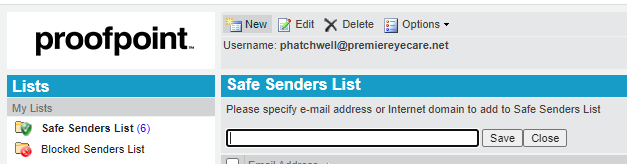 proofpoint™
New Edit Delete Options
Username: phatchwell@premiereyecare.net
Lists
My Lists
Safe Senders List (6)
Blocked Senders List
Safe Senders List
Please specify e-mail address or Internet domain to add to Safe Senders List
Save Close
Email Address